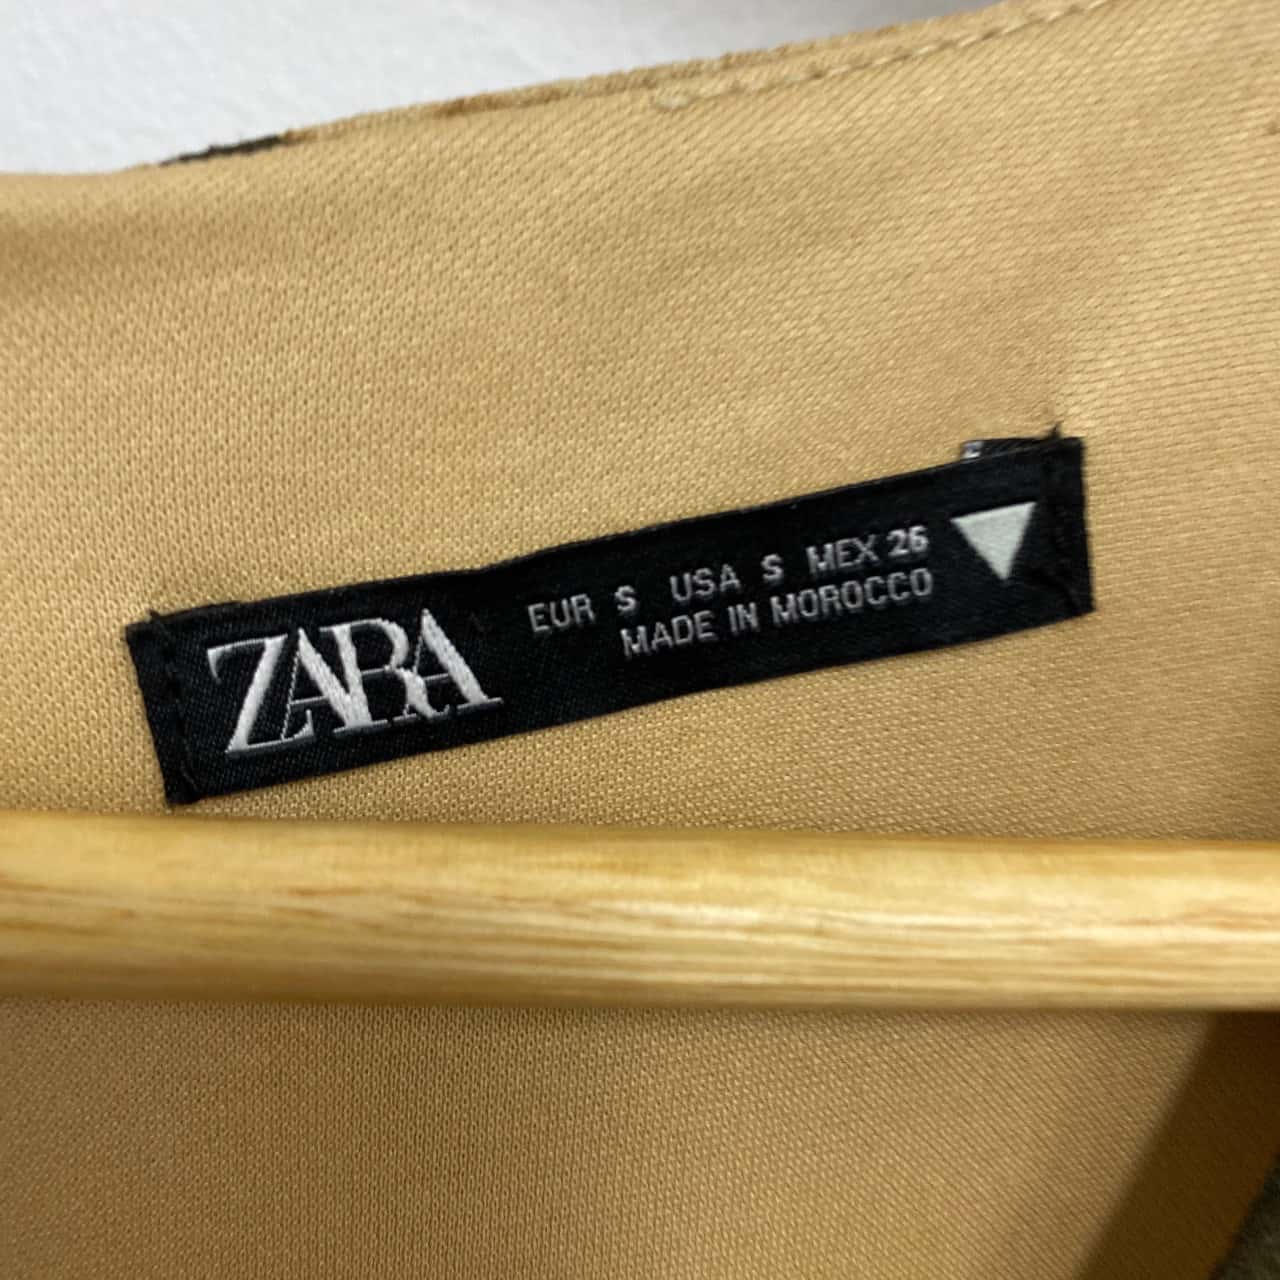 ZARA
EUR S USA S MEX 26
MADE IN MOROCCO